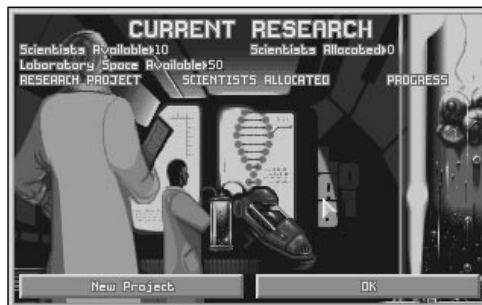 CURRENT RESEARCH
Scientists Available▶10 Scientists Allocated▶0
Laboratory Space Available▶50
RESEARCH PROJECT SCIENTISTS ALLOCATED PROGRESS
New Project OK